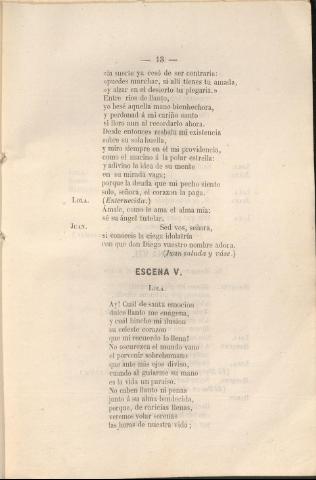 — 13 —
«la suerte ya cesó de ser contraria:
»puedes marchar, si allí tienes tu amada,
»y alzar en el desierto tu plegaria.»
Entre rios de llanto,
yo besé aquella mano bienhechora,
y perdonad á mi cariño santo
si lloro aun al recordarlo ahora.
Desde entonces resbala mi existencia
sobre su sola huella,
y miro siempre en él mi providencia,
como el marino á la polar estrella:
y adivino la idea de su mente
en su mirada vaga;
porque la deuda que mi pecho siente
solo, señora, el corazon la paga.
LOLA. (Enternecida.)
Ámale, como le ama el alma mia:
sé su ángel tutelar.
JUAN. Sed vos, señora,
si conoceis la ciega idolatría
con que don Diego vuestro nombre adora.
(Juan saluda y váse.)
ESCENA V.
LOLA.
Ay! Cuál de santa emocion
dulce llanto me enagena,
y cuál hinche mi ilusion
su celeste corazon
que mi recuerdo la llena!
No oscurezca el mundo vano
el porvenir sobrehumano
que ante mis ojos diviso,
cuando al guiarme su mano
es la vida un paraiso.
No caben llanto ni penas
junto á su alma bendecida,
porque, de caricias llenas,
veremos volar serenas
las horas de nuestra vida;